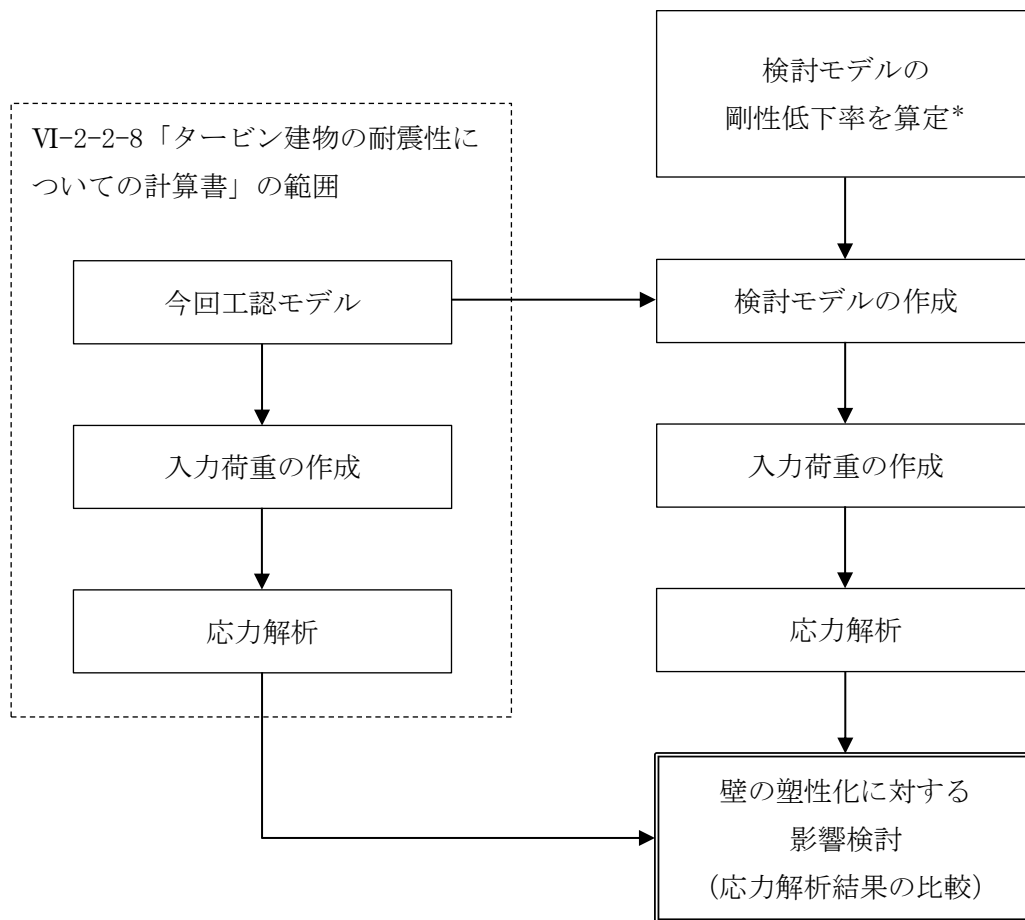 検討モデルの
剛性低下率を算定*
Ⅵ-2-2-8「タービン建物の耐震性に
ついての計算書」の範囲
今回工認モデル
検討モデルの作成
入力荷重の作成
入力荷重の作成
応力解析
応力解析
壁の塑性化に対する
影響検討
(応力解析結果の比較)